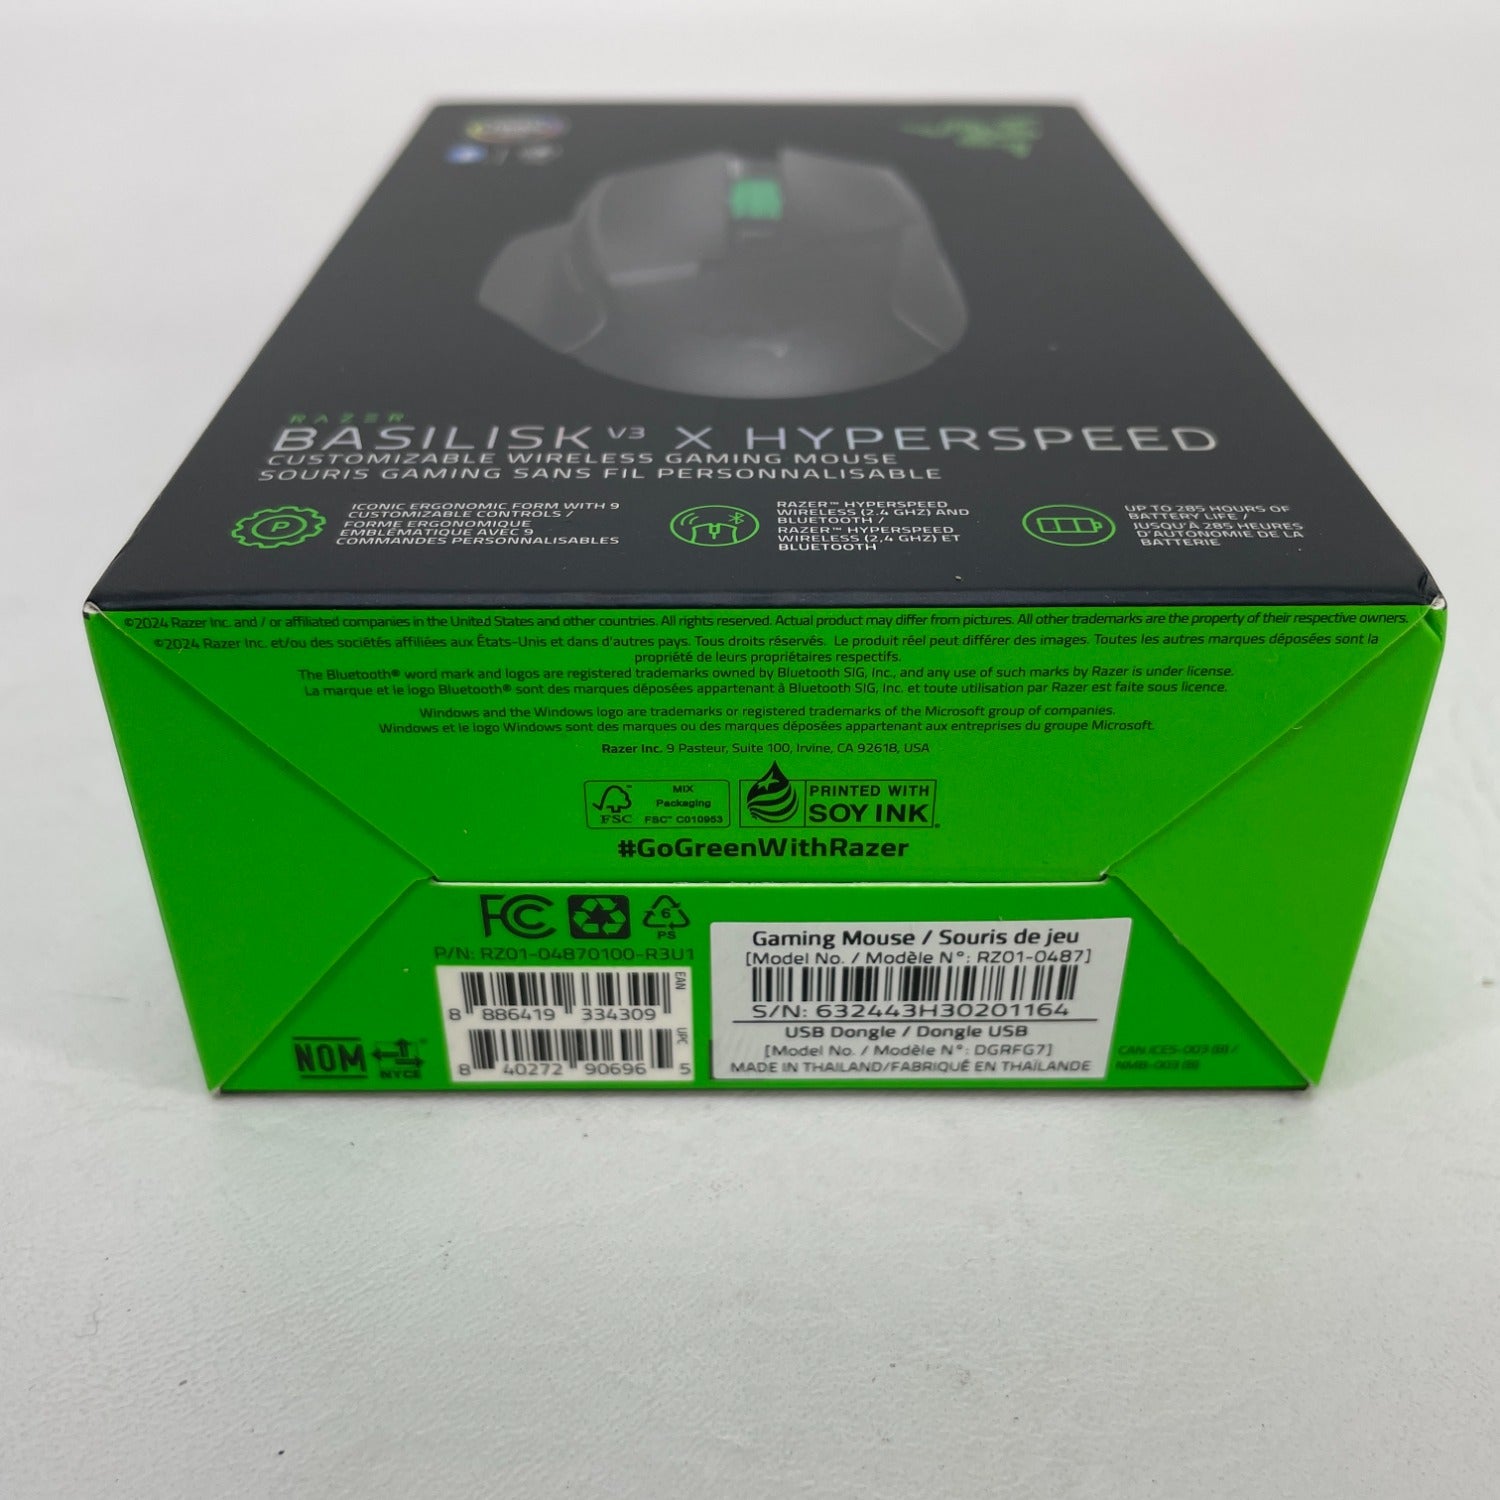 RAZER
BASILISK V3 X HYPERSPEED
CUSTOMIZABLE WIRELESS GAMING MOUSE
SOURIS GAMING SANS FIL PERSONNALISABLE
P
ICONIC ERGONOMIC FORM WITH 9
CUSTOMIZABLE CONTROLS /
FORME ERGONOMIQUE
EMBLÉMATIQUE AVEC 9
COMMANDES PERSONNALISABLES
RAZER™ HYPERSPEED
WIRELESS (2.4 GHZ) AND
BLUETOOTH /
RAZER™ HYPERSPEED
WIRELESS (2,4 GHZ) ET
BLUETOOTH
UP TO 285 HOURS OF
BATTERY LIFE /
JUSQU'À 285 HEURES
D'AUTONOMIE DE LA
BATTERIE
©2024 Razer Inc. and / or affiliated companies in the United States and other countries. All rights reserved. Actual product may differ from pictures. All other trademarks are the property of their respective owners.
©2024 Razer Inc. et/ou des sociétés affiliées aux États-Unis et dans d'autres pays. Tous droits réservés. Le produit réel peut différer des images. Toutes les autres marques déposées sont la
propriété de leurs propriétaires respectifs.
The Bluetooth® word mark and logos are registered trademarks owned by Bluetooth SIG, Inc., and any use of such marks by Razer is under license.
La marque et le logo Bluetooth® sont des marques déposées appartenant à Bluetooth SIG, Inc. et toute utilisation par Razer est faite sous licence.
Windows and the Windows logo are trademarks or registered trademarks of the Microsoft group of companies.
Windows et le logo Windows sont des marques ou des marques déposées appartenant aux entreprises du groupe Microsoft.
Razer Inc. 9 Pasteur, Suite 100, Irvine, CA 92618, USA
FSC
MIX
Packaging
FSC™ C010963
PRINTED WITH
SOY INK
#GoGreenWithRazer
FC
6
PS
P/N: RZ01-04870100-R3U1
EAN
8 886419 334309
UPC
8 40272 90696 5
NOM
NYCE
Gaming Mouse / Souris de jeu
[Model No. / Modèle N°: RZ01-0487]
S/N: 632443H30201164
USB Dongle / Dongle USB
[Model No. / Modèle N°: DGRFG7]
MADE IN THAILAND/FABRIQUÉ EN THAÏLANDE
CAN ICES-003 (B) /
NMB-003 (B)